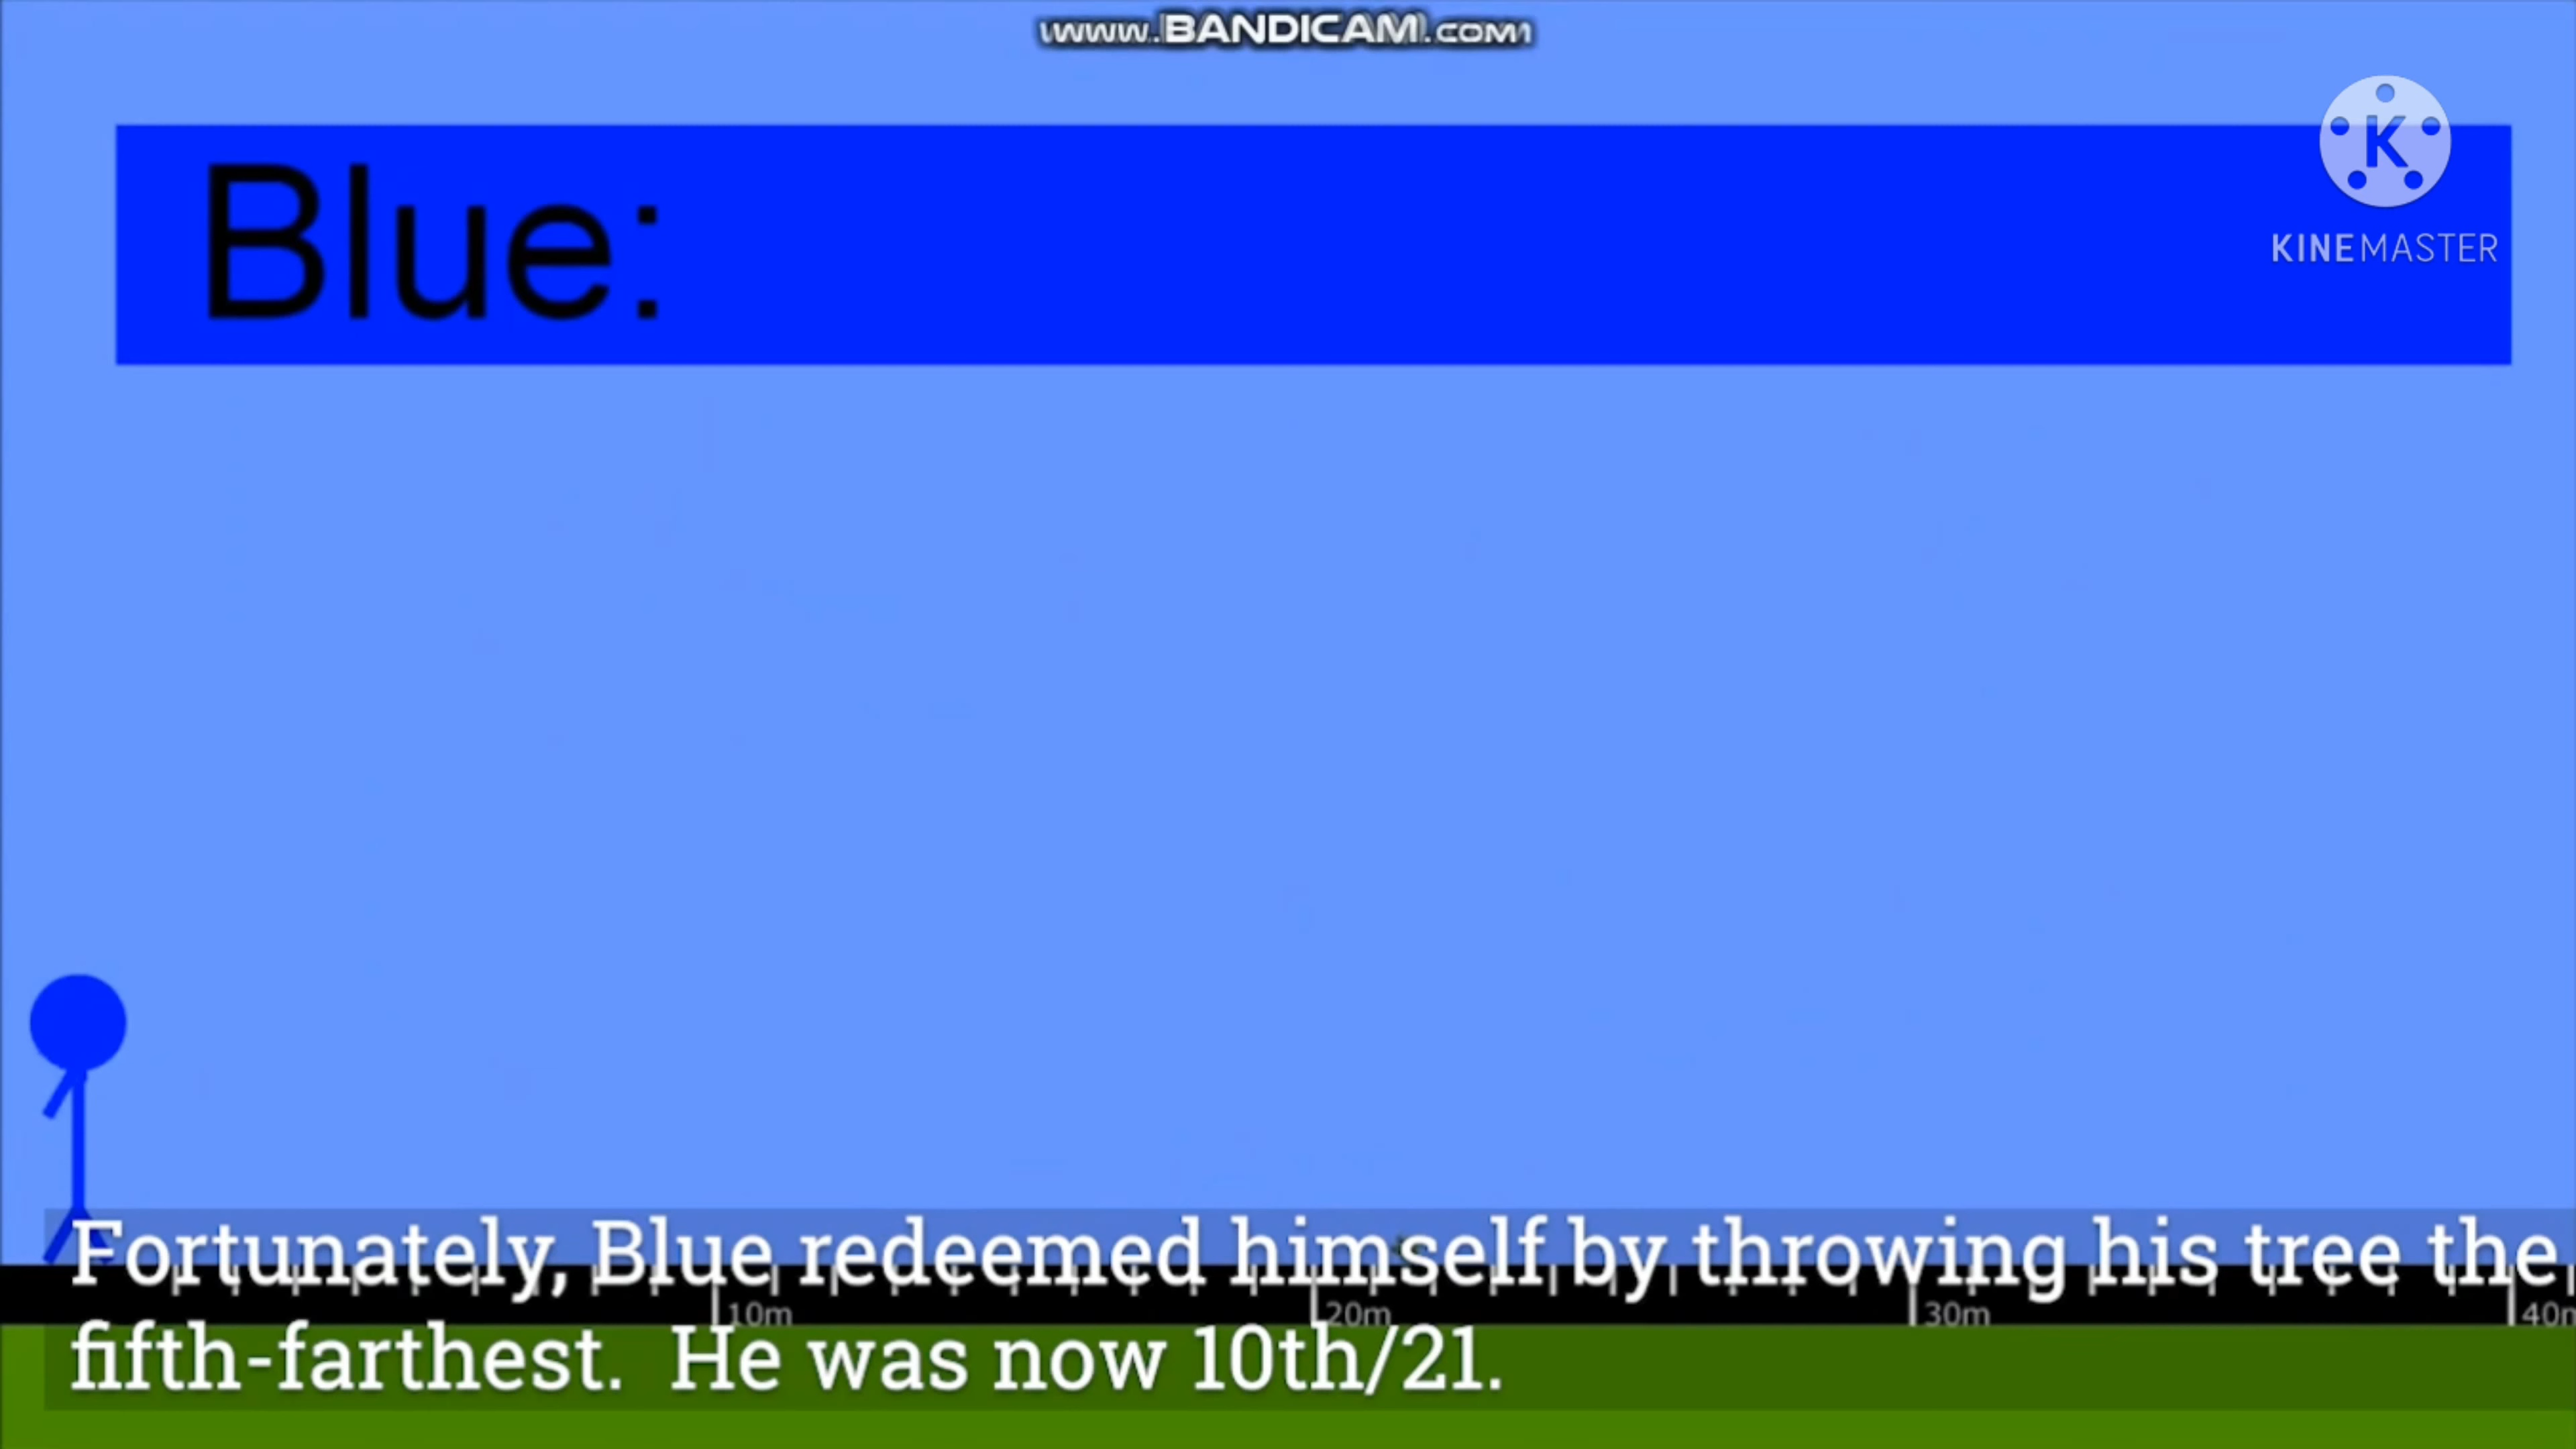 www.BANDICAM.com
K
KINEMASTER
Blue:
Fortunately, Blue redeemed himself by throwing his tree the
10m 20m 30m 40m
fifth-farthest. He was now 10th/21.